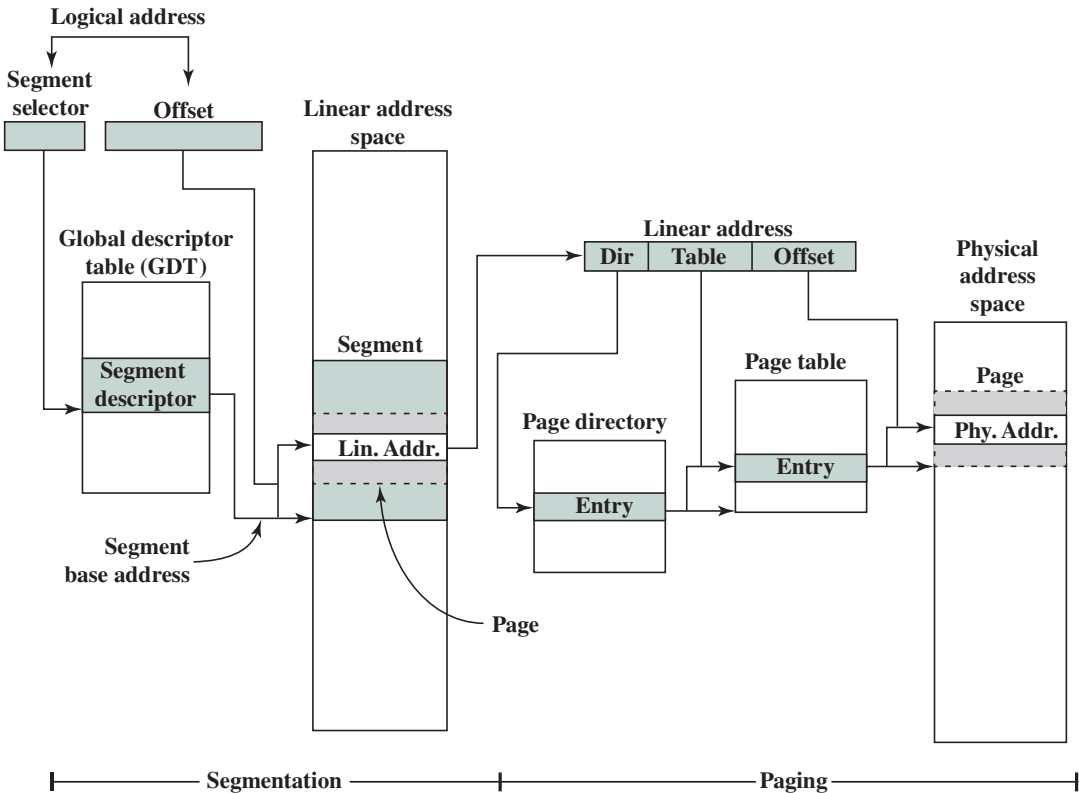 Logical address
Segment
selector
Offset
Linear address
space
Global descriptor
table (GDT)
Segment
descriptor
Segment
base address
Segment
Lin. Addr.
Page
Linear address
Dir
Table
Offset
Page directory
Entry
Page table
Entry
Physical
address
space
Page
Phy. Addr.
Segmentation
Paging